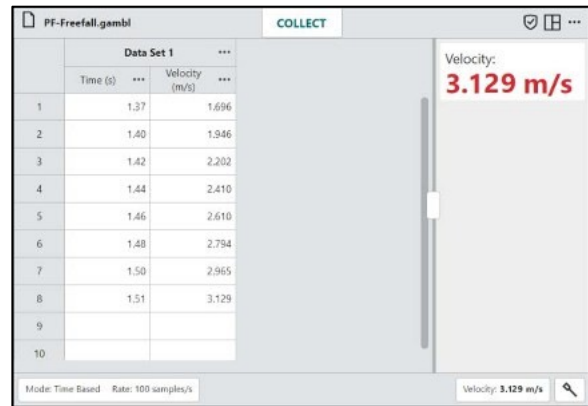 PF-Freefall.gambl
COLLECT
...
Data Set 1 ...
Time (s) ... Velocity (m/s) ...
1 1.37 1.696
2 1.40 1.946
3 1.42 2.202
4 1.44 2.410
5 1.46 2.610
6 1.48 2.794
7 1.50 2.965
8 1.51 3.129
9
10
Velocity:
3.129 m/s
Mode: Time Based Rate: 100 samples/s
Velocity: 3.129 m/s